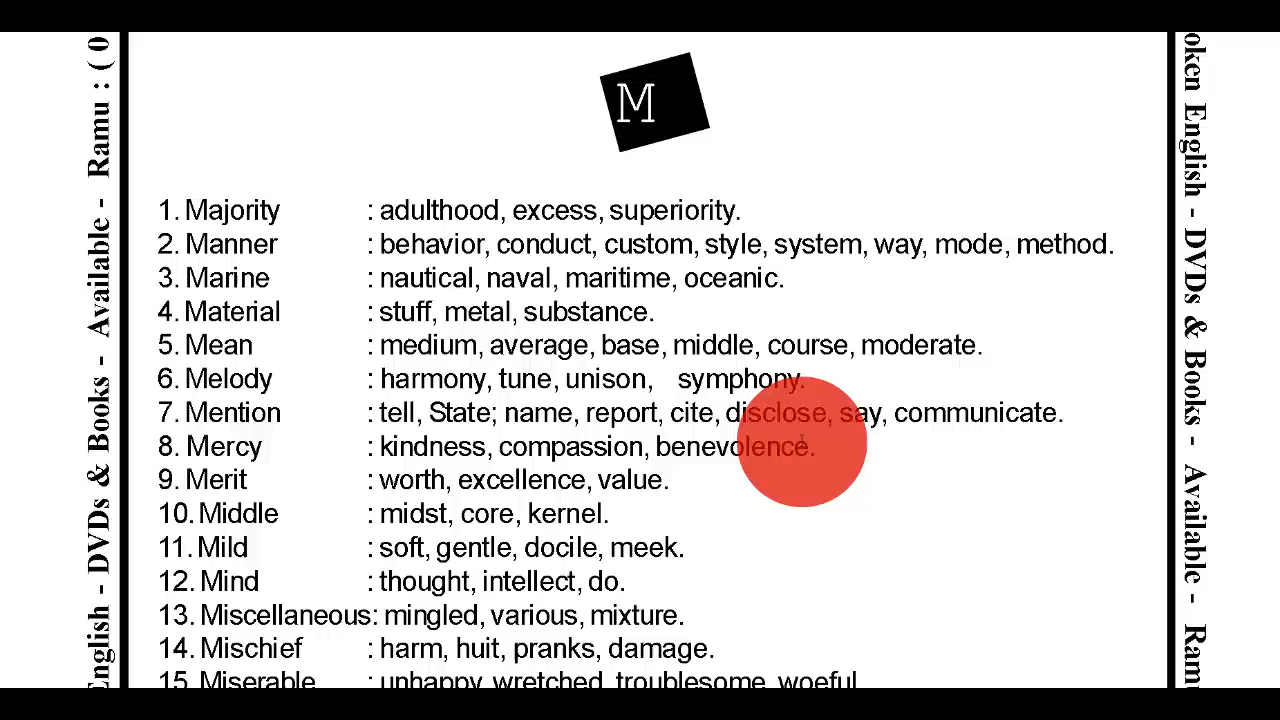 M
1. Majority : adulthood, excess, superiority.
2. Manner : behavior, conduct, custom, style, system, way, mode, method.
3. Marine : nautical, naval, maritime, oceanic.
4. Material : stuff, metal, substance.
5. Mean : medium, average, base, middle, course, moderate.
6. Melody : harmony, tune, unison, symphony.
7. Mention : tell, State; name, report, cite, disclose, say, communicate.
8. Mercy : kindness, compassion, benevolence.
9. Merit : worth, excellence, value.
10. Middle : midst, core, kernel.
11. Mild : soft, gentle, docile, meek.
12. Mind : thought, intellect, do.
13. Miscellaneous: mingled, various, mixture.
14. Mischief : harm, huit, pranks, damage.
15. Miserable : unhappy, wretched, troublesome, woeful
English - DVDs & Books - Available - Ramu : ( 0
oken English - DVDs & Books - Available - Ramu